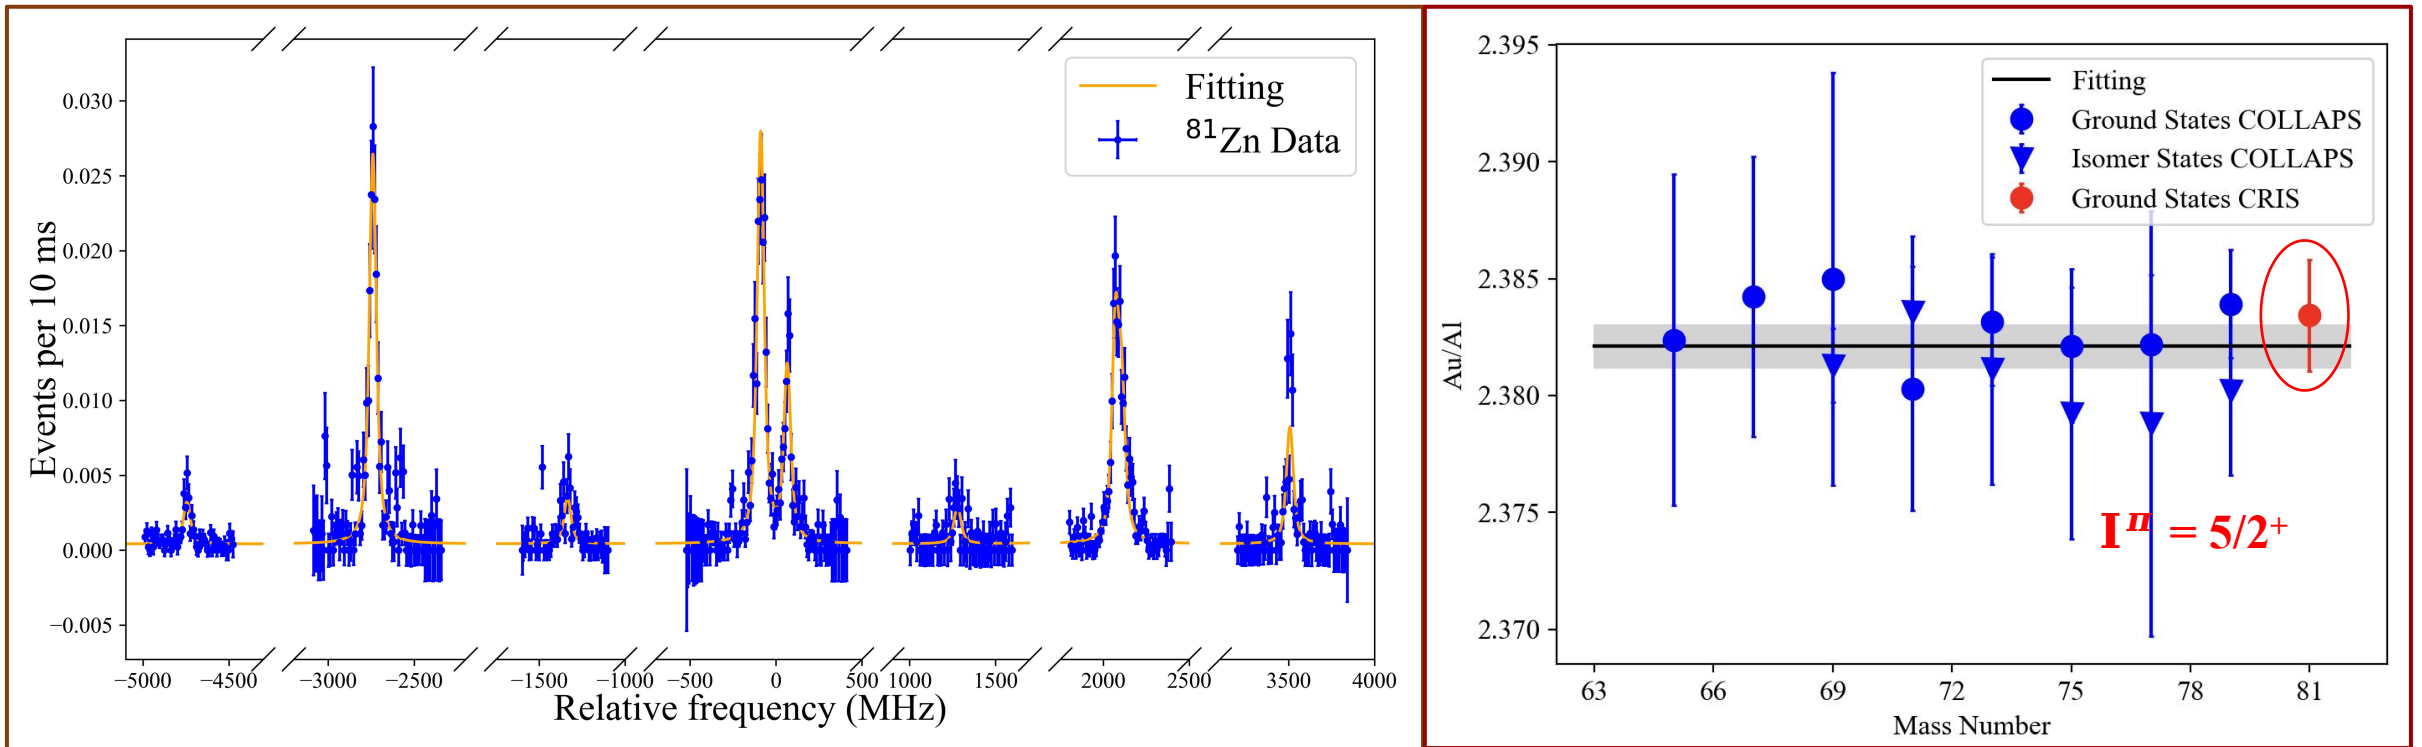 0.030
0.025
0.020
0.015
0.010
0.005
0.000
−0.005
Events per 10 ms
Fitting
⁸¹Zn Data
−5000 −4500 −3000 −2500 −1500 −1000 −500 0 500 1000 1500 2000 2500 3500 4000
Relative frequency (MHz)
2.395
2.390
2.385
2.380
2.375
2.370
Au/Al
Fitting
Ground States COLLAPS
Isomer States COLLAPS
Ground States CRIS
I^π = 5/2⁺
63 66 69 72 75 78 81
Mass Number